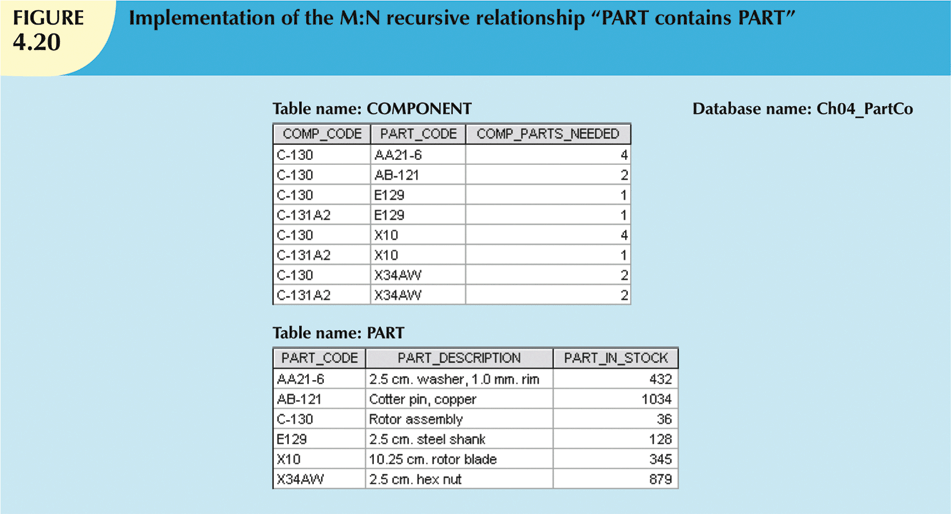 FIGURE 4.20
Implementation of the M:N recursive relationship “PART contains PART”
Table name: COMPONENT
Database name: Ch04_PartCo
COMP_CODE PART_CODE COMP_PARTS_NEEDED
C-130 AA21-6 4
C-130 AB-121 2
C-130 E129 1
C-131A2 E129 1
C-130 X10 4
C-131A2 X10 1
C-130 X34AW 2
C-131A2 X34AW 2
Table name: PART
PART_CODE PART_DESCRIPTION PART_IN_STOCK
AA21-6 2.5 cm. washer, 1.0 mm. rim 432
AB-121 Cotter pin, copper 1034
C-130 Rotor assembly 36
E129 2.5 cm. steel shank 128
X10 10.25 cm. rotor blade 345
X34AW 2.5 cm. hex nut 879